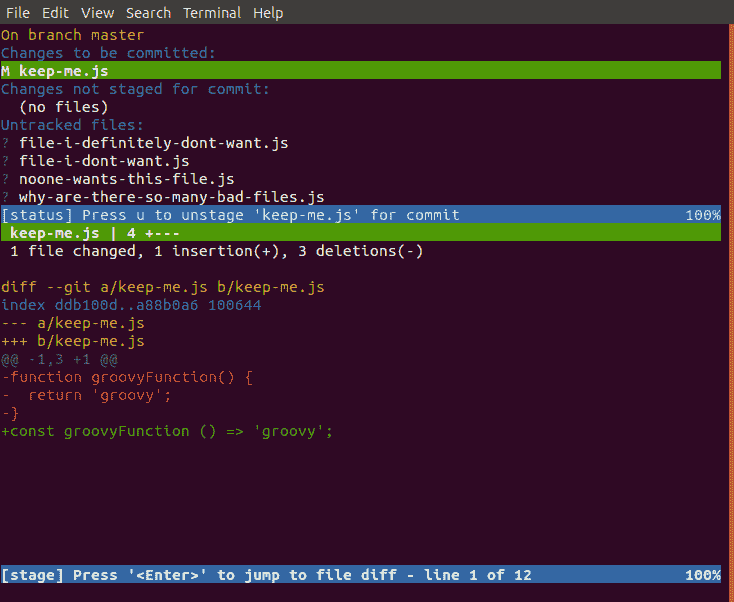 File Edit View Search Terminal Help
On branch master
Changes to be committed:
M keep-me.js
Changes not staged for commit:
  (no files)
Untracked files:
? file-i-definitely-dont-want.js
? file-i-dont-want.js
? noone-wants-this-file.js
? why-are-there-so-many-bad-files.js
[status] Press u to unstage 'keep-me.js' for commit 100%
 keep-me.js | 4 +---
 1 file changed, 1 insertion(+), 3 deletions(-)
diff --git a/keep-me.js b/keep-me.js
index ddb100d..a88b0a6 100644
--- a/keep-me.js
+++ b/keep-me.js
@@ -1,3 +1 @@
-function groovyFunction() {
-  return 'groovy';
-}
+const groovyFunction () => 'groovy';
[stage] Press '<Enter>' to jump to file diff - line 1 of 12 100%